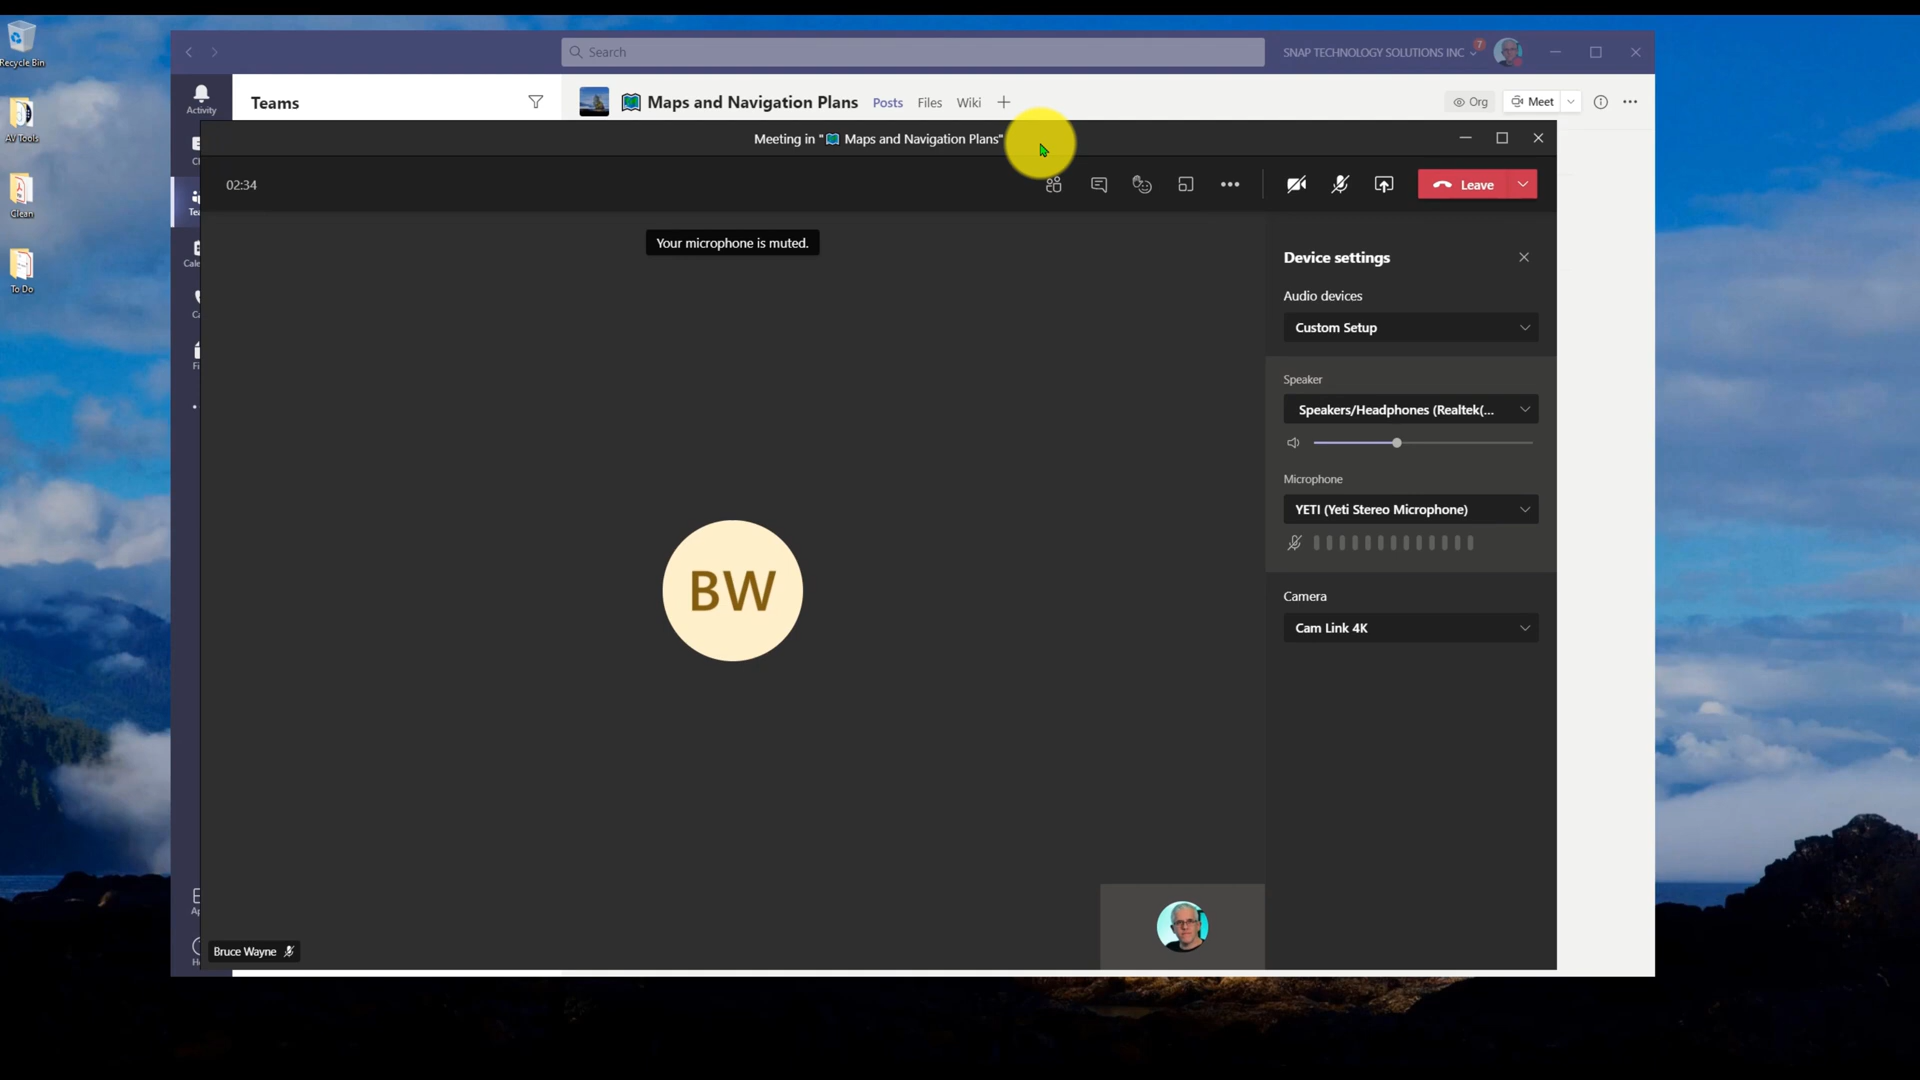 Recycle Bin
AV Tools
Clean
To Do
Search
SNAP TECHNOLOGY SOLUTIONS INC
7
Activity
Teams
Maps and Navigation Plans
Posts
Files
Wiki
Org
Meet
Meeting in " Maps and Navigation Plans"
02:34
Leave
Your microphone is muted.
Device settings
Audio devices
Custom Setup
Speaker
Speakers/Headphones (Realtek(...
Microphone
YETI (Yeti Stereo Microphone)
Camera
Cam Link 4K
BW
Bruce Wayne